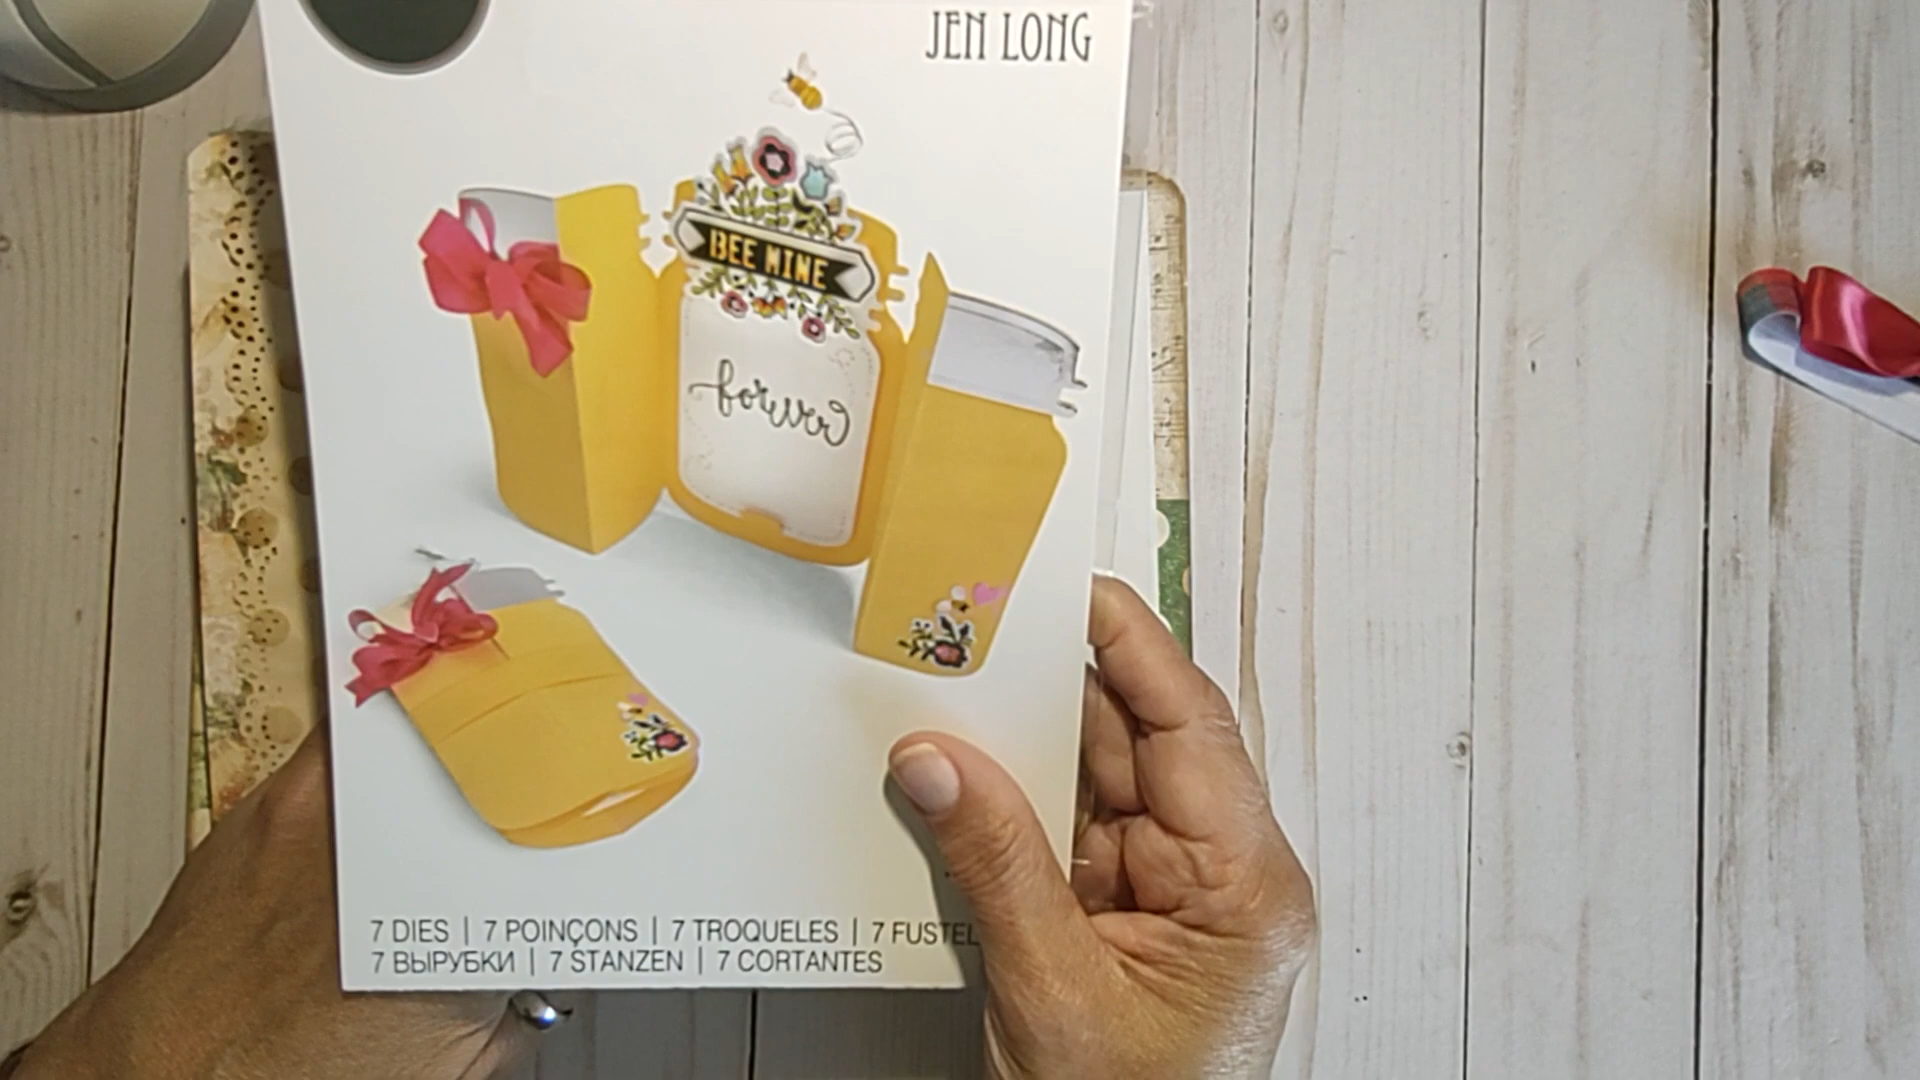 JEN LONG
BEE MINE
forever
7 DIES | 7 POINÇONS | 7 TROQUELES | 7 FUSTEL
7 ВЫРУБКИ | 7 STANZEN | 7 CORTANTES